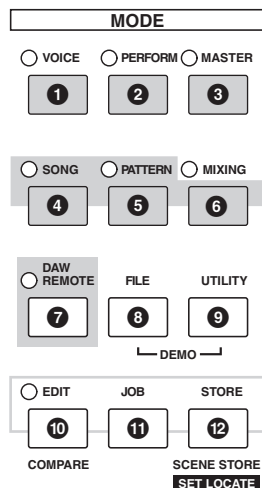 MODE
VOICE PERFORM MASTER
1 2 3
SONG PATTERN MIXING
4 5 6
DAW REMOTE FILE UTILITY
7 8 9
DEMO
EDIT JOB STORE
10 11 12
COMPARE SCENE STORE
SET LOCATE